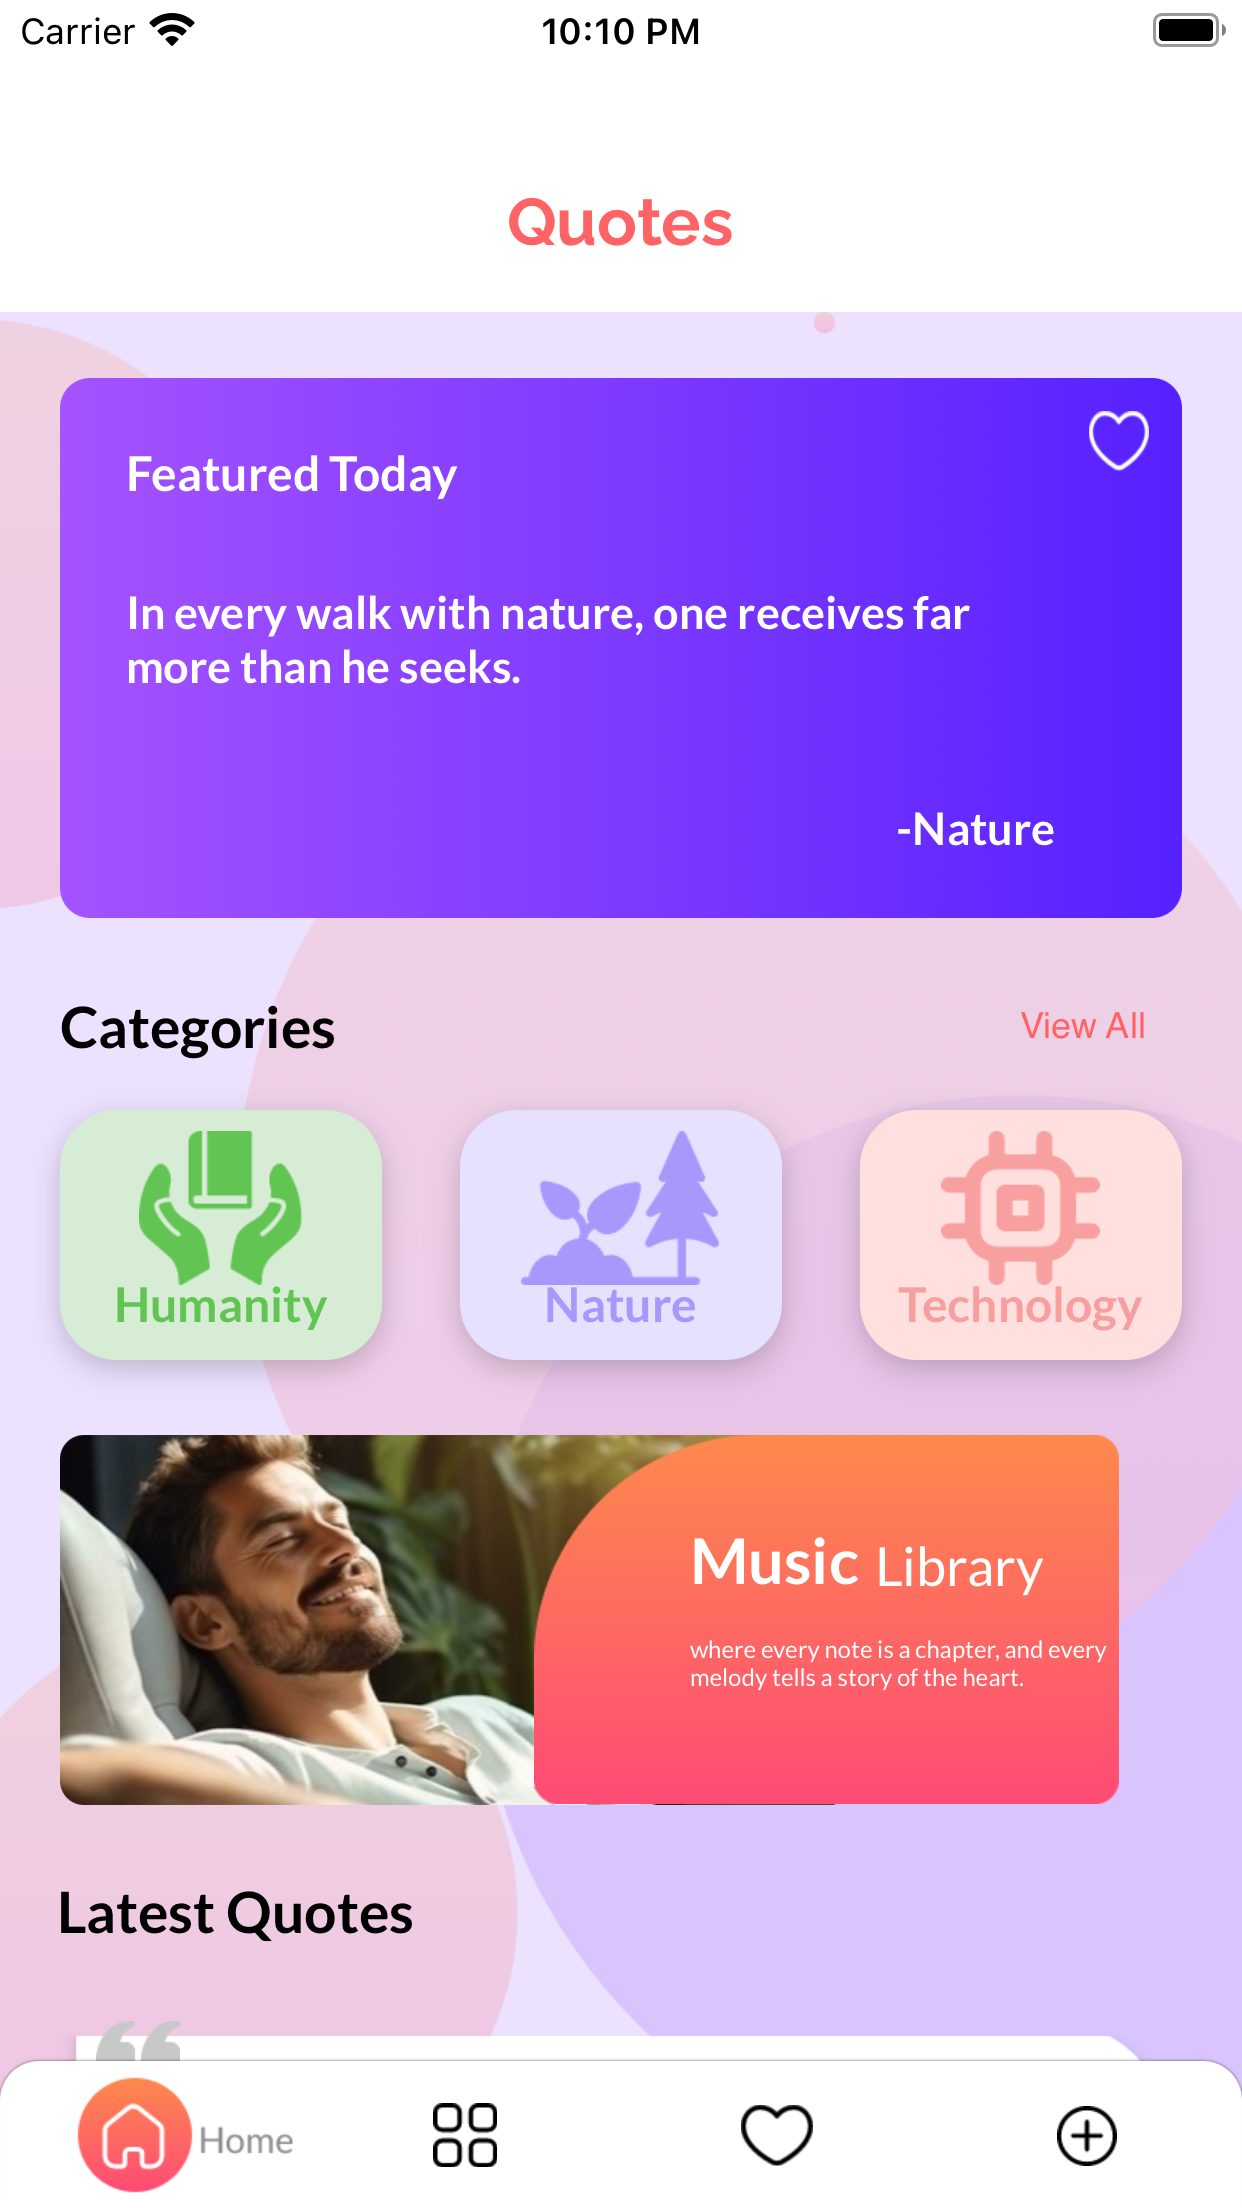 Carrier 10:10 PM
Quotes
Featured Today
In every walk with nature, one receives far
more than he seeks.
-Nature
Categories View All
Humanity Nature Technology
Music Library
where every note is a chapter, and every
melody tells a story of the heart.
Latest Quotes
“
Home